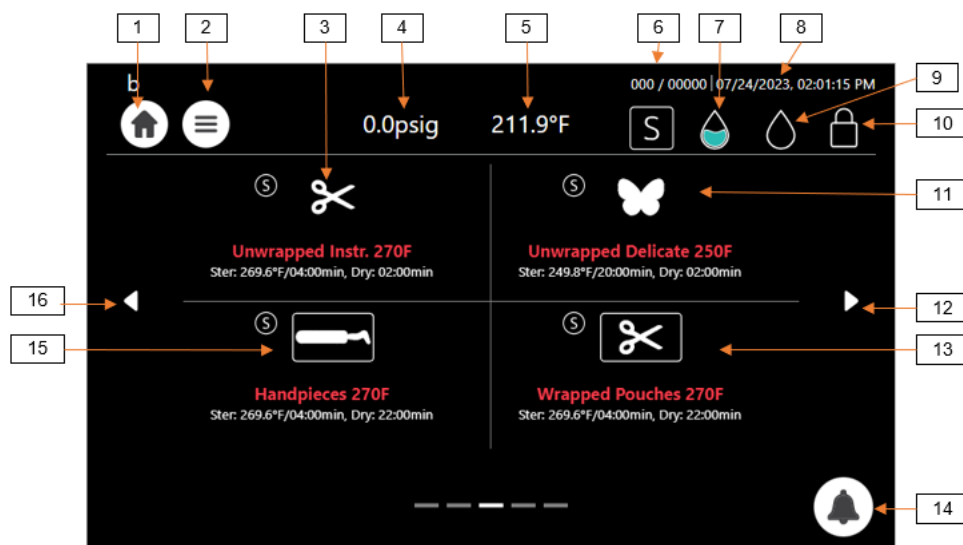 1 2 3 4 5 6 7 8
b
000 / 00000 | 07/24/2023, 02:01:15 PM
9
0.0psig 211.9°F S
10
S S
11
Unwrapped Instr. 270F Unwrapped Delicate 250F
Ster: 269.6°F/04:00min, Dry: 02:00min Ster: 249.8°F/20:00min, Dry: 02:00min
16 12
S S
15 13
Handpieces 270F Wrapped Pouches 270F
Ster: 269.6°F/04:00min, Dry: 22:00min Ster: 269.6°F/04:00min, Dry: 22:00min
14